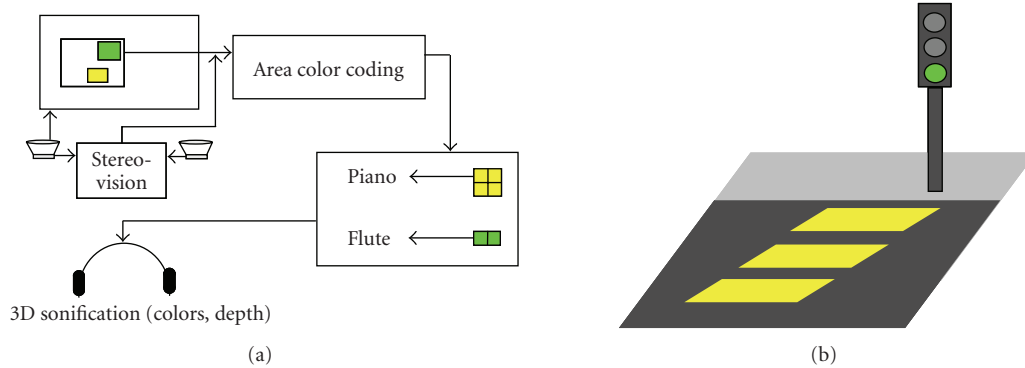 Area color coding
Stereo-
vision
Piano
Flute
3D sonification (colors, depth)
(a)
(b)